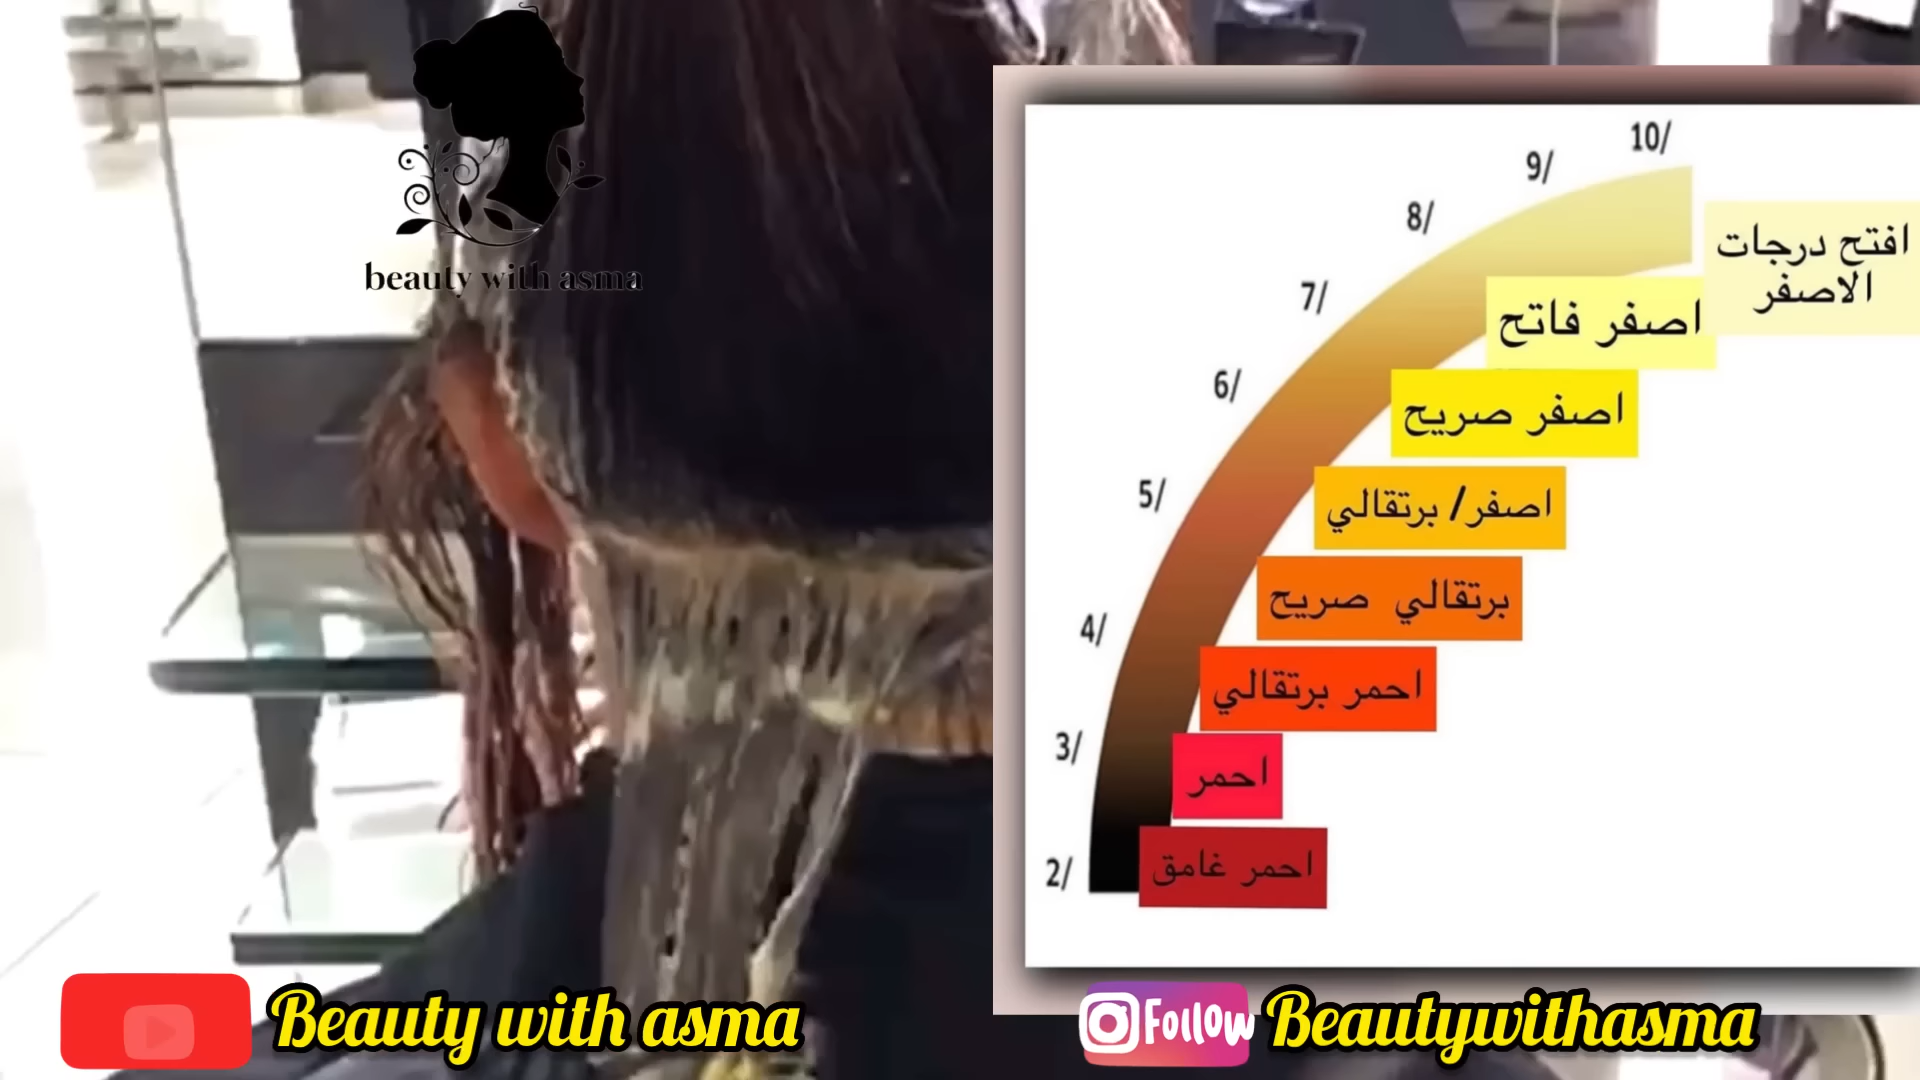 beauty with asma
10/
9/
8/
7/
6/
5/
4/
3/
2/
افتح درجات
الاصفر
اصفر فاتح
اصفر صريح
اصفر/ برتقالي
برتقالي صريح
احمر برتقالي
احمر
احمر غامق
Beauty with asma
Follow
Beautywithasma